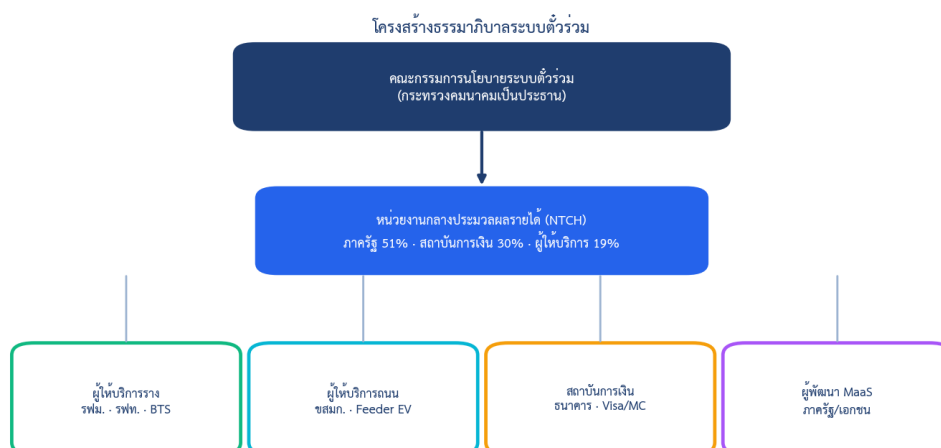 โครงสร้างธรรมาภิบาลระบบตั๋วร่วม
คณะกรรมการนโยบายระบบตั๋วร่วม
(กระทรวงคมนาคมเป็นประธาน)
หน่วยงานกลางประมวลผลรายได้ (NTCH)
ภาครัฐ 51% · สถาบันการเงิน 30% · ผู้ให้บริการ 19%
ผู้ให้บริการราง
รฟม. · รฟท. · BTS
ผู้ให้บริการถนน
ขสมก. · Feeder EV
สถาบันการเงิน
ธนาคาร · Visa/MC
ผู้พัฒนา MaaS
ภาครัฐ/เอกชน